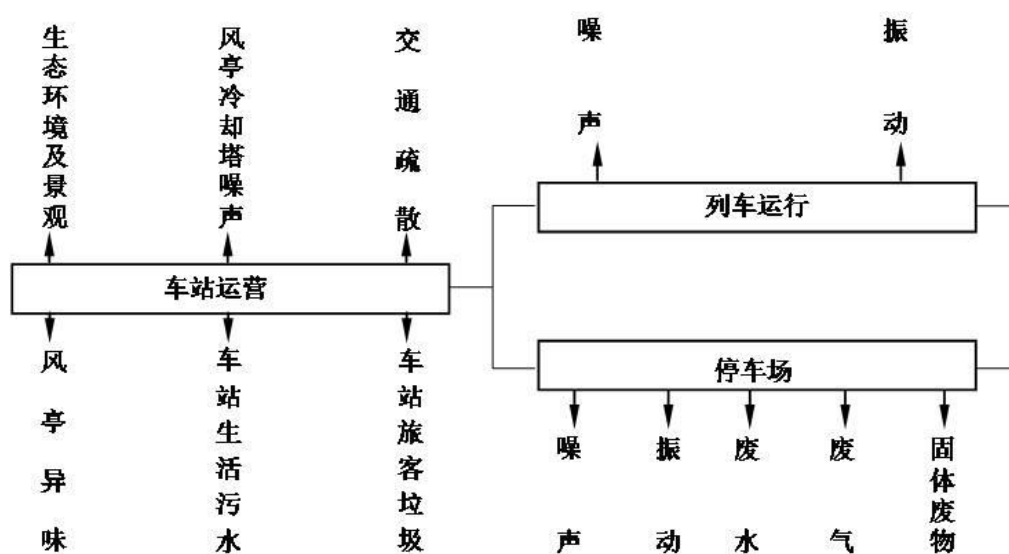 生态环境及景观
风亭冷却塔噪声
交通疏散
噪声
振动
列车运行
车站运营
停车场
风亭异味
车站生活污水
车站旅客垃圾
噪声
振动
废水
废气
固体废物